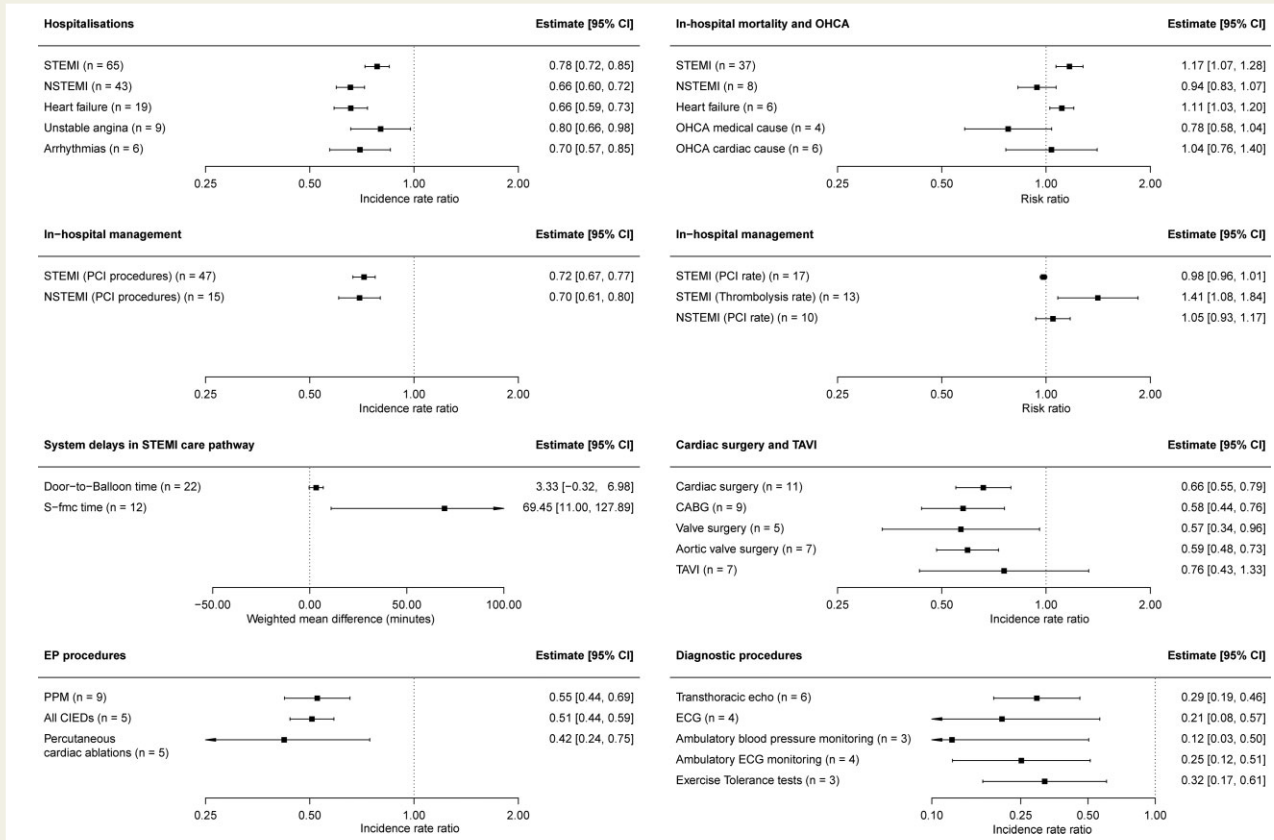 Hospitalisations Estimate [95% CI]
STEMI (n = 65) 0.78 [0.72, 0.85]
NSTEMI (n = 43) 0.66 [0.60, 0.72]
Heart failure (n = 19) 0.66 [0.59, 0.73]
Unstable angina (n = 9) 0.80 [0.66, 0.98]
Arrhythmias (n = 6) 0.70 [0.57, 0.85]
0.25 0.50 1.00 2.00
Incidence rate ratio
In-hospital mortality and OHCA Estimate [95% CI]
STEMI (n = 37) 1.17 [1.07, 1.28]
NSTEMI (n = 8) 0.94 [0.83, 1.07]
Heart failure (n = 6) 1.11 [1.03, 1.20]
OHCA medical cause (n = 4) 0.78 [0.58, 1.04]
OHCA cardiac cause (n = 6) 1.04 [0.76, 1.40]
0.25 0.50 1.00 2.00
Risk ratio
In−hospital management Estimate [95% CI]
STEMI (PCI procedures) (n = 47) 0.72 [0.67, 0.77]
NSTEMI (PCI procedures) (n = 15) 0.70 [0.61, 0.80]
0.25 0.50 1.00 2.00
Incidence rate ratio
In−hospital management Estimate [95% CI]
STEMI (PCI rate) (n = 17) 0.98 [0.96, 1.01]
STEMI (Thrombolysis rate) (n = 13) 1.41 [1.08, 1.84]
NSTEMI (PCI rate) (n = 10) 1.05 [0.93, 1.17]
0.25 0.50 1.00 2.00
Risk ratio
System delays in STEMI care pathway Estimate [95% CI]
Door−to−Balloon time (n = 22) 3.33 [−0.32, 6.98]
S−fmc time (n = 12) 69.45 [11.00, 127.89]
−50.00 0.00 50.00 100.00
Weighted mean difference (minutes)
Cardiac surgery and TAVI Estimate [95% CI]
Cardiac surgery (n = 11) 0.66 [0.55, 0.79]
CABG (n = 9) 0.58 [0.44, 0.76]
Valve surgery (n = 5) 0.57 [0.34, 0.96]
Aortic valve surgery (n = 7) 0.59 [0.48, 0.73]
TAVI (n = 7) 0.76 [0.43, 1.33]
0.25 0.50 1.00 2.00
Incidence rate ratio
EP procedures Estimate [95% CI]
PPM (n = 9) 0.55 [0.44, 0.69]
All CIEDs (n = 5) 0.51 [0.44, 0.59]
Percutaneous 0.42 [0.24, 0.75]
cardiac ablations (n = 5)
0.25 0.50 1.00 2.00
Incidence rate ratio
Diagnostic procedures Estimate [95% CI]
Transthoracic echo (n = 6) 0.29 [0.19, 0.46]
ECG (n = 4) 0.21 [0.08, 0.57]
Ambulatory blood pressure monitoring (n = 3) 0.12 [0.03, 0.50]
Ambulatory ECG monitoring (n = 4) 0.25 [0.12, 0.51]
Exercise Tolerance tests (n = 3) 0.32 [0.17, 0.61]
0.10 0.25 0.50 1.00
Incidence rate ratio